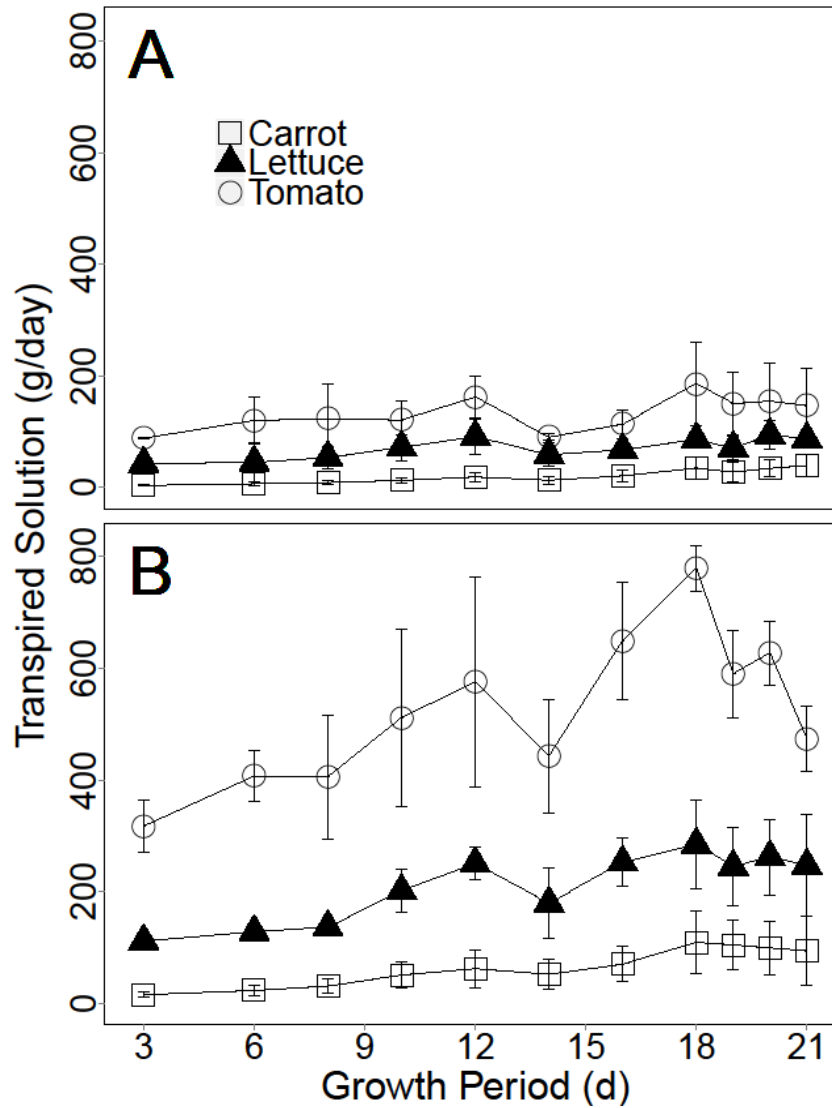 A
Carrot
Lettuce
Tomato
800
600
400
200
0
Transpired Solution (g/day)
B
800
600
400
200
0
3 6 9 12 15 18 21
Growth Period (d)